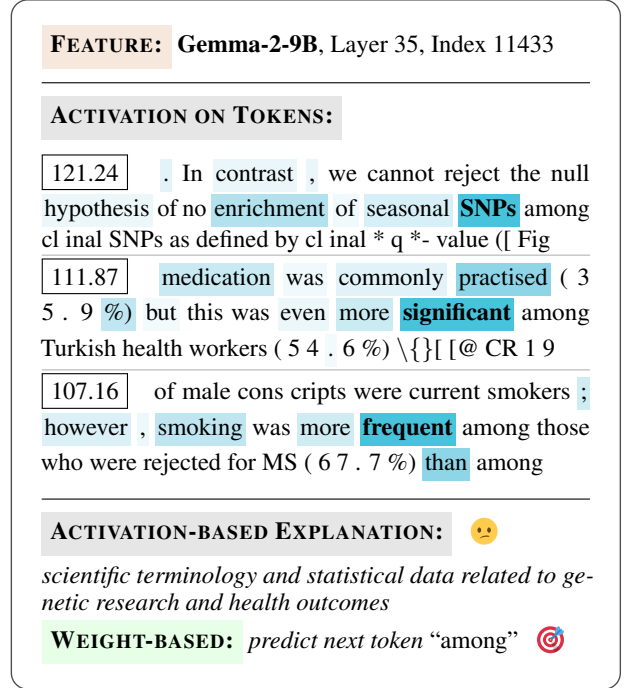 FEATURE: Gemma-2-9B, Layer 35, Index 11433
ACTIVATION ON TOKENS:
121.24 . In contrast , we cannot reject the null
hypothesis of no enrichment of seasonal SNPs among
cl inal SNPs as defined by cl inal * q *- value ([ Fig
111.87 medication was commonly practised ( 3
5 . 9 %) but this was even more significant among
Turkish health workers ( 5 4 . 6 %) \{}[ [@ CR 1 9
107.16 of male cons cripts were current smokers ;
however , smoking was more frequent among those
who were rejected for MS ( 6 7 . 7 %) than among
ACTIVATION-BASED EXPLANATION: 😕
scientific terminology and statistical data related to ge-
netic research and health outcomes
WEIGHT-BASED: predict next token “among” 🎯